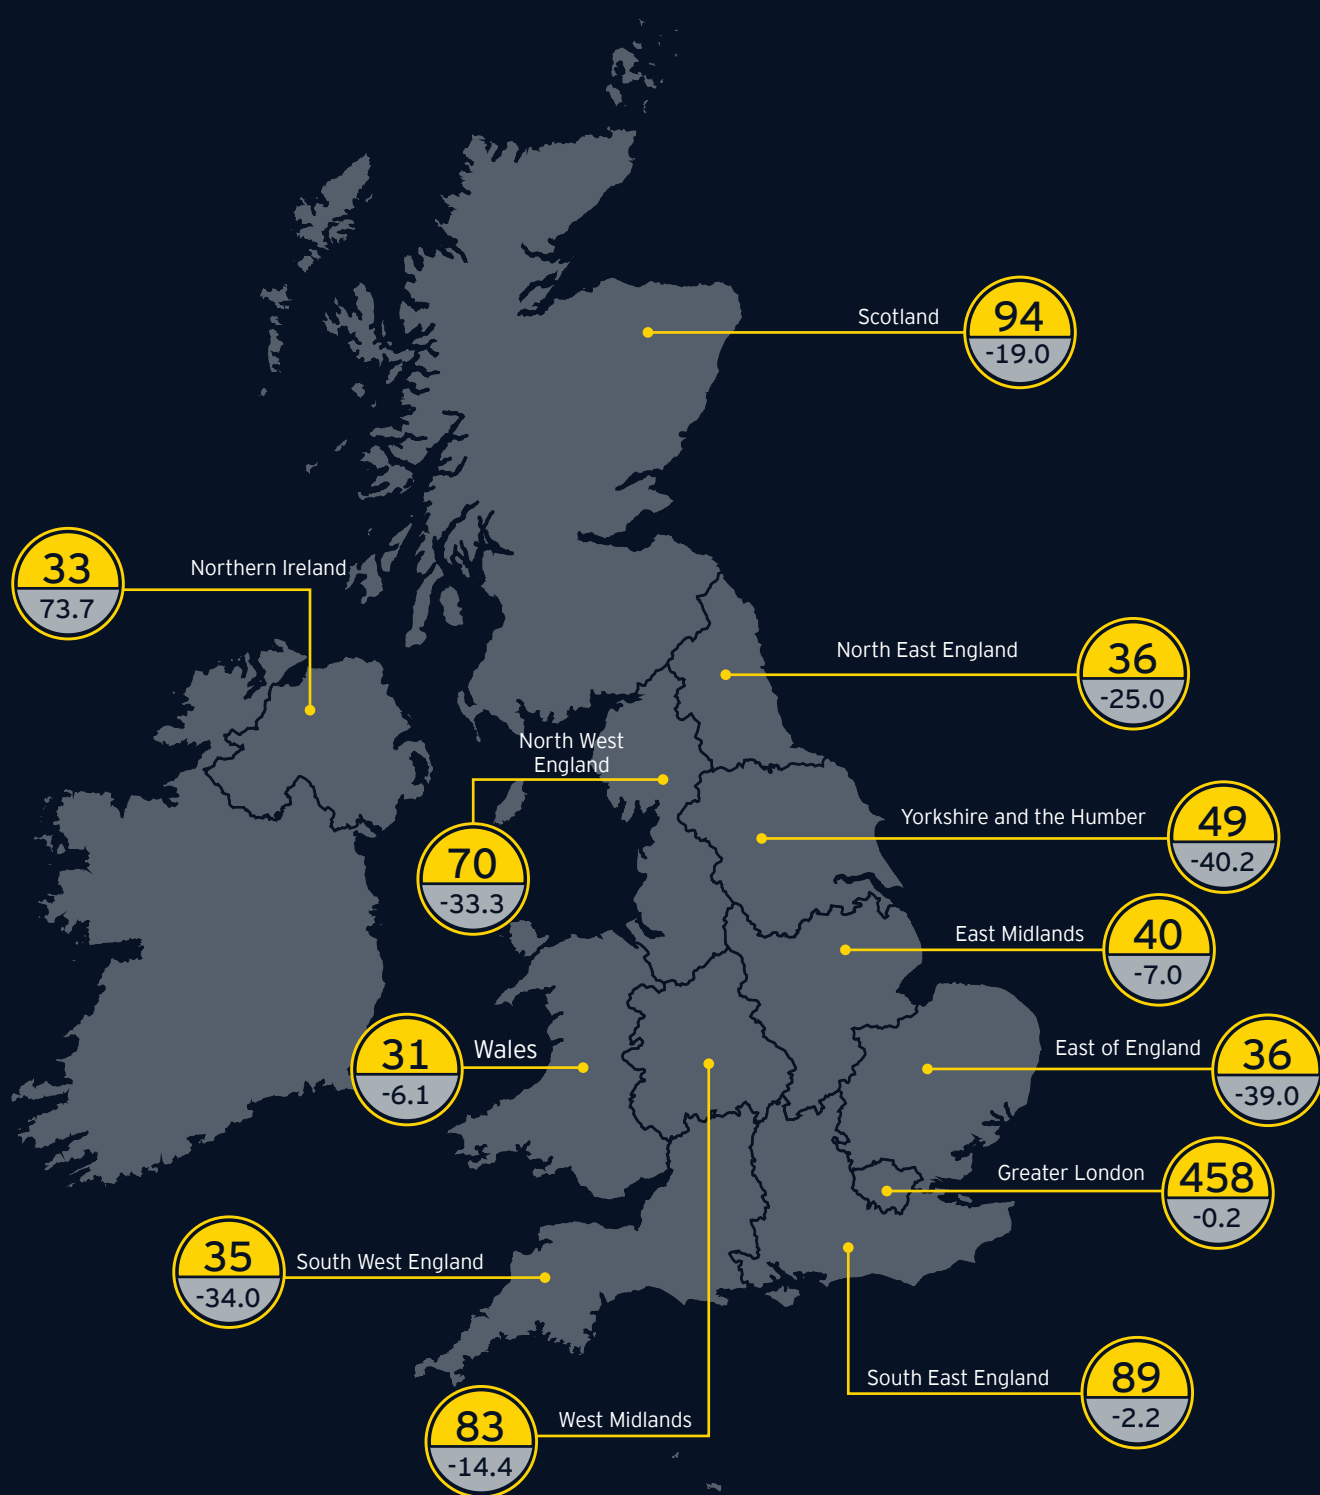 Scotland
94
-19.0
33
73.7
Northern Ireland
North East England
36
-25.0
North West
England
70
-33.3
Yorkshire and the Humber
49
-40.2
East Midlands
40
-7.0
31
-6.1
Wales
East of England
36
-39.0
Greater London
458
-0.2
35
-34.0
South West England
South East England
89
-2.2
83
-14.4
West Midlands